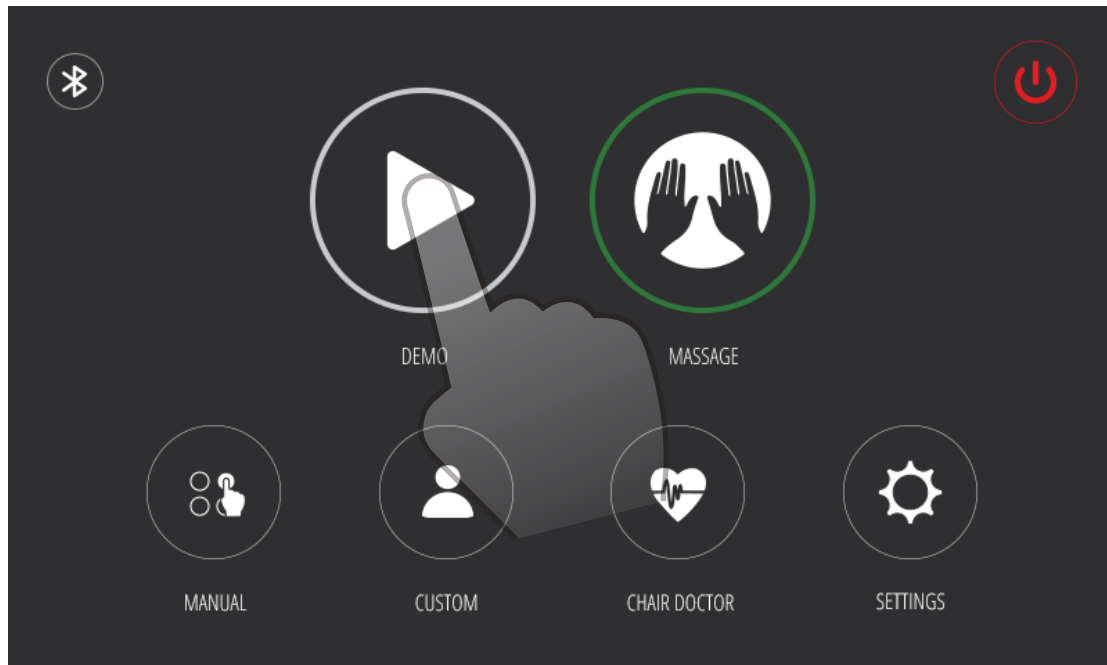 DEMO
MASSAGE
MANUAL
CUSTOM
CHAIR DOCTOR
SETTINGS